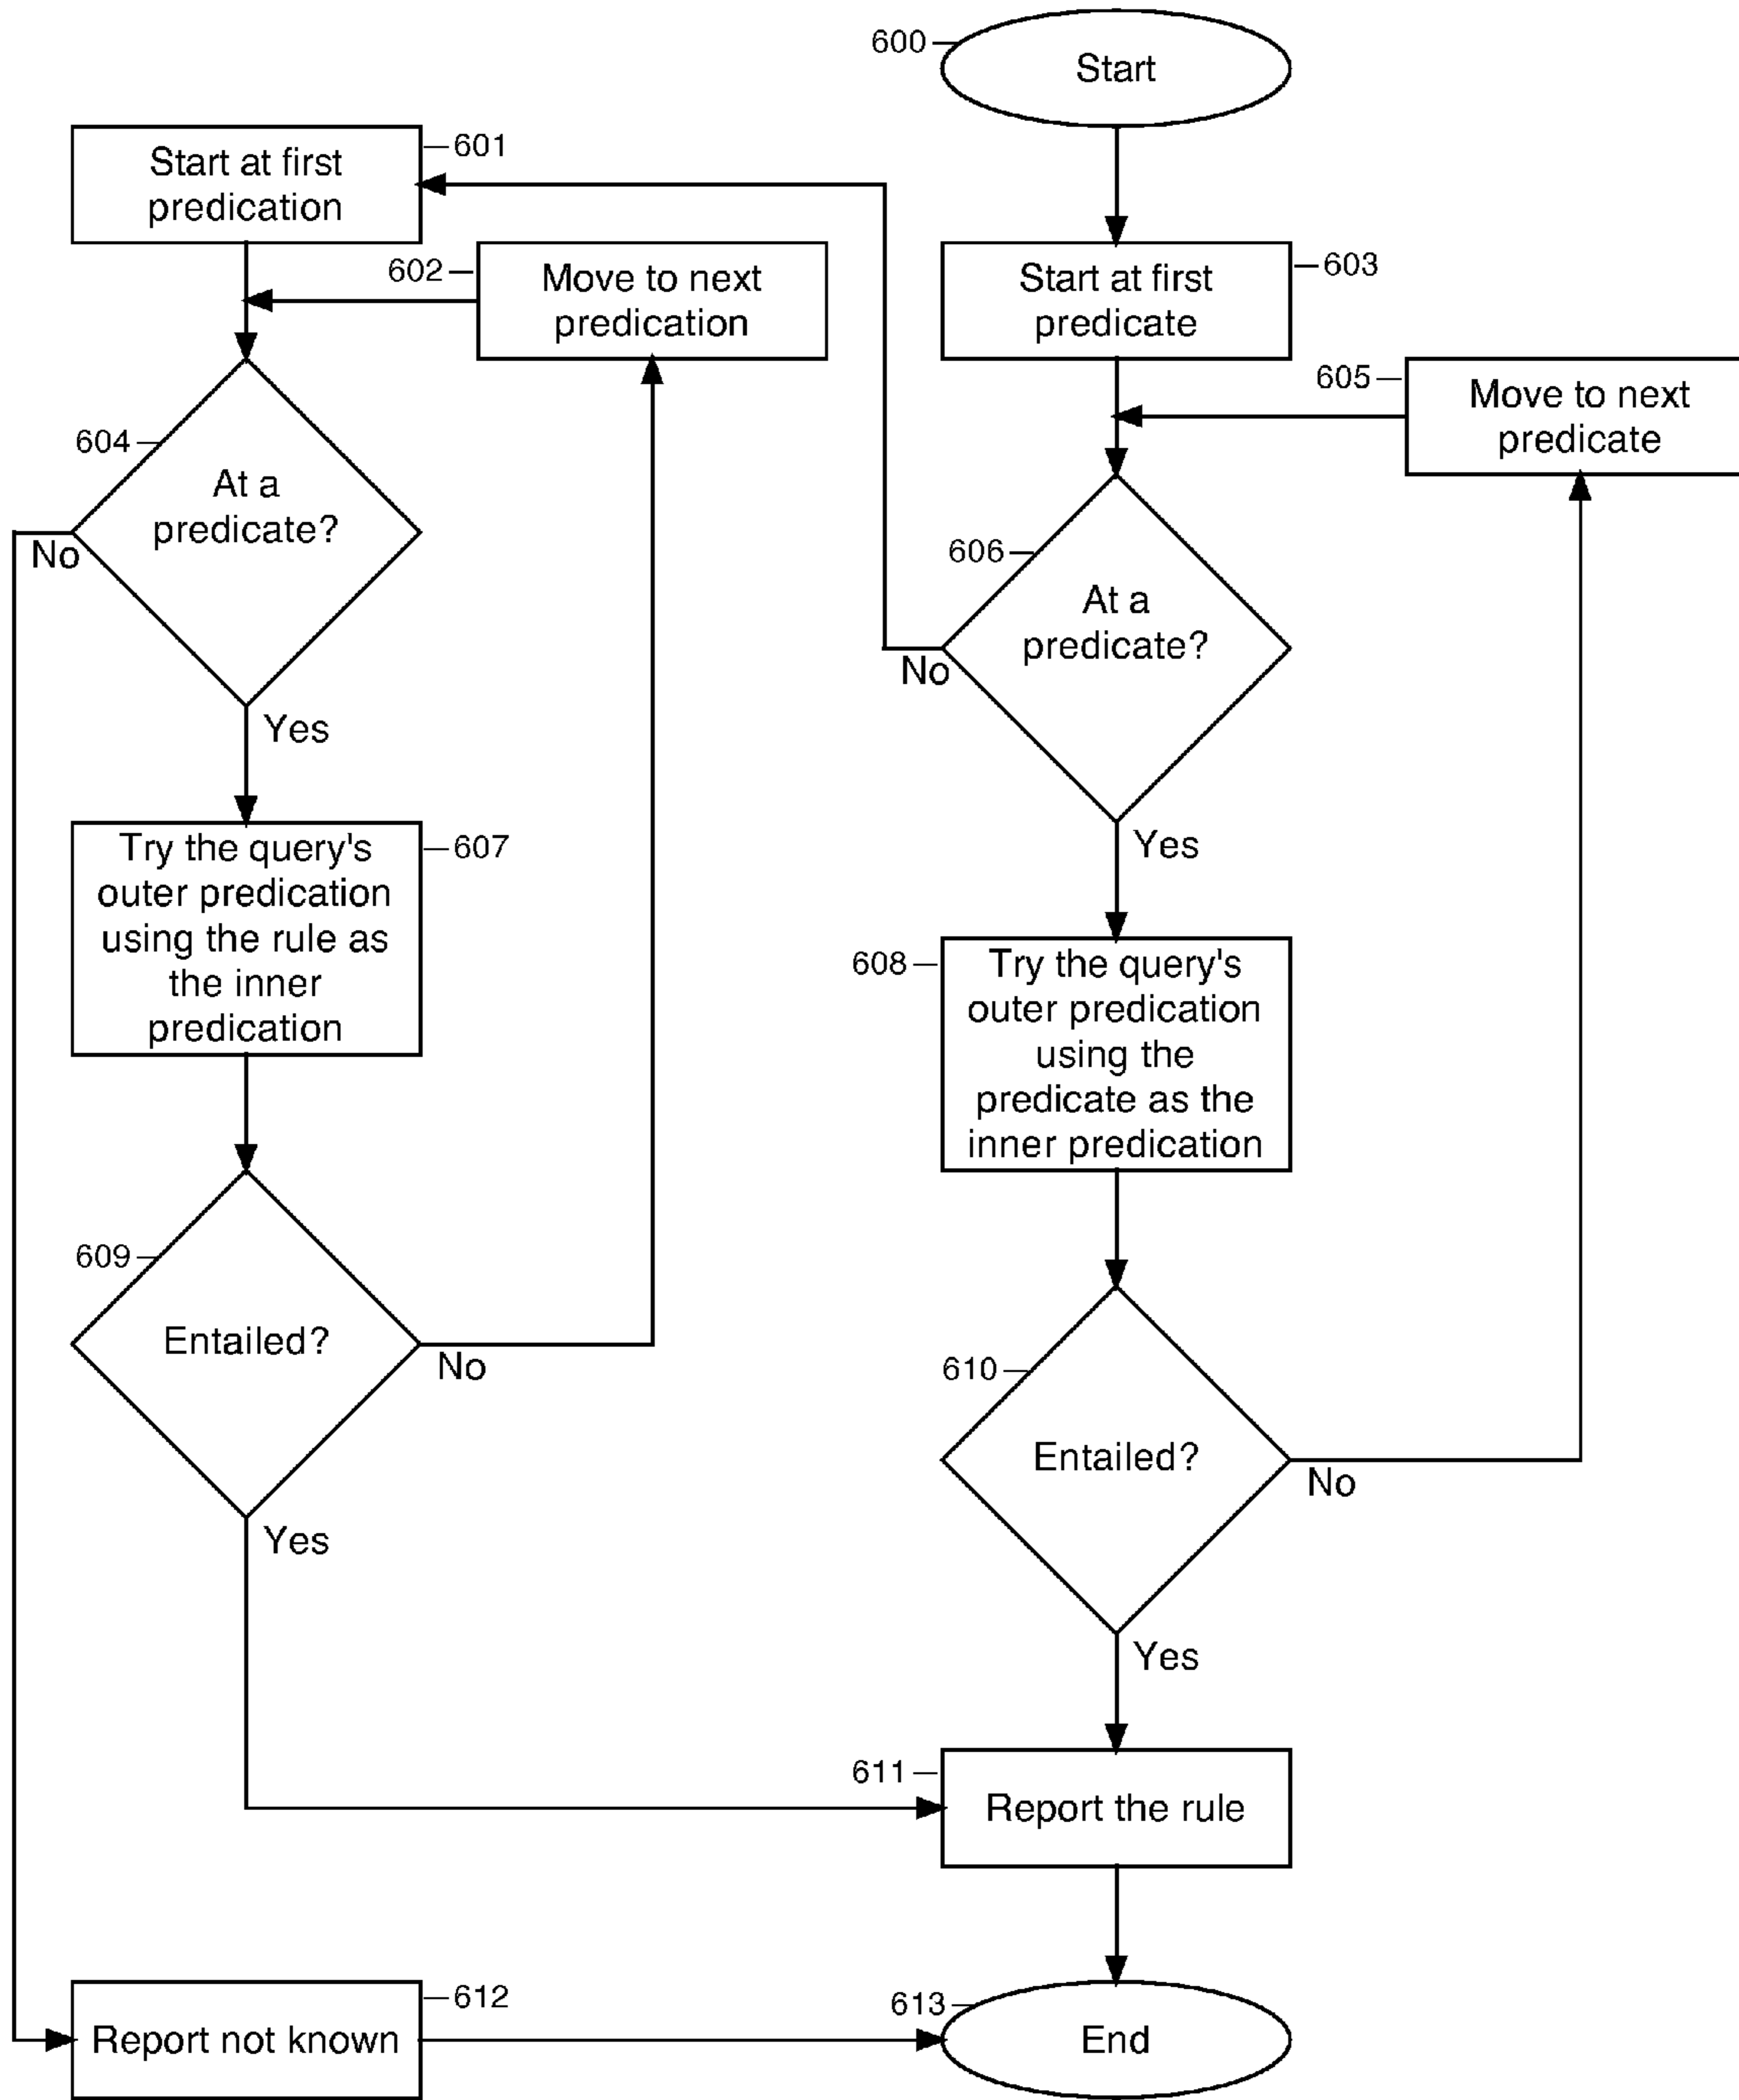 600
Start
Start at first
predication
601
602
Move to next
predication
Start at first
predicate
603
605
Move to next
predicate
604
At a
predicate?
No
Yes
606
At a
predicate?
No
Yes
Try the query's
outer predication
using the rule as
the inner
predication
607
608
Try the query's
outer predication
using the
predicate as the
inner predication
609
Entailed?
No
Yes
610
Entailed?
No
Yes
611
Report the rule
Report not known
612
613
End